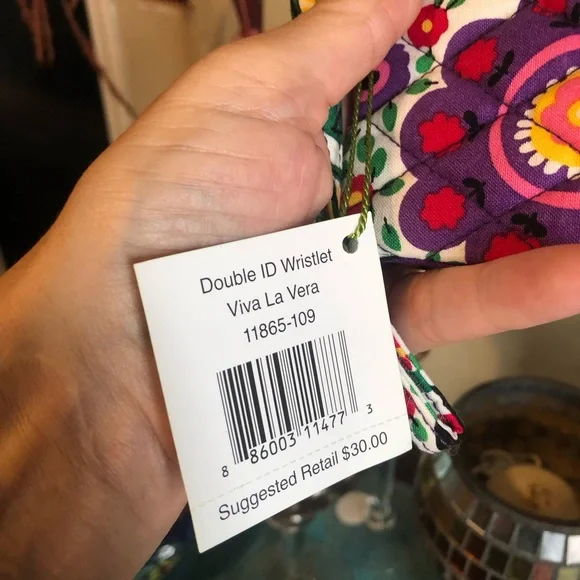 Double ID Wristlet
Viva La Vera
11865-109
8 86003 11477 3
Suggested Retail $30.00